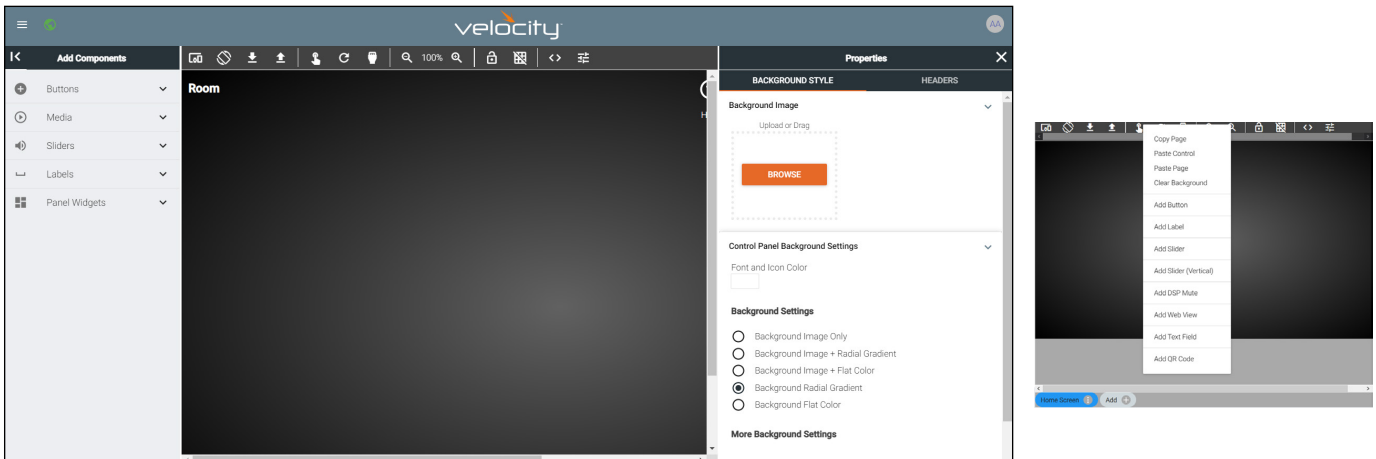 velocity
AA
Add Components
100%
Properties
Buttons
Media
Sliders
Labels
Panel Widgets
Room
H
BACKGROUND STYLE
HEADERS
Background Image
Upload or Drag
BROWSE
Control Panel Background Settings
Font and Icon Color
Background Settings
Background Image Only
Background Image + Radial Gradient
Background Image + Flat Color
Background Radial Gradient
Background Flat Color
More Background Settings
Copy Page
Paste Control
Paste Page
Clear Background
Add Button
Add Label
Add Slider
Add Slider (Vertical)
Add DSP Mute
Add Web View
Add Text Field
Add QR Code
Home Screen
Add